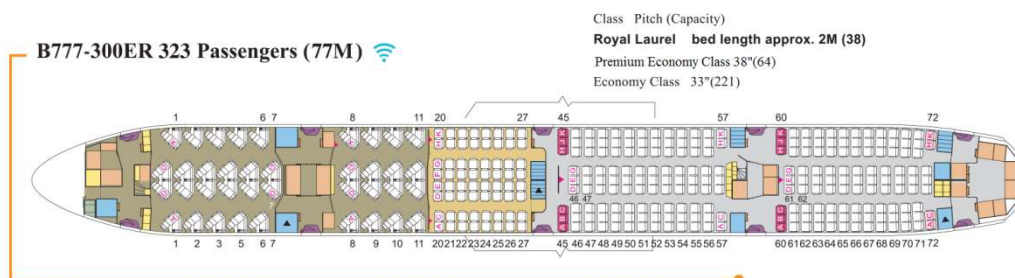 Class Pitch (Capacity)
B777-300ER 323 Passengers (77M)
Royal Laurel bed length approx. 2M (38)
Premium Economy Class 38"(64)
Economy Class 33"(221)
1 6 7 8 11 20 27 45 57 60 72
H K H J K H J K
D E F G D E G D E G
46 47 61 62
A C A B C A C A B C A C
1 2 3 5 6 7 8 9 10 11 20 21 22 23 24 25 26 27 45 46 47 48 49 50 51 52 53 54 55 56 57 60 61 62 63 64 65 66 67 68 69 70 71 72